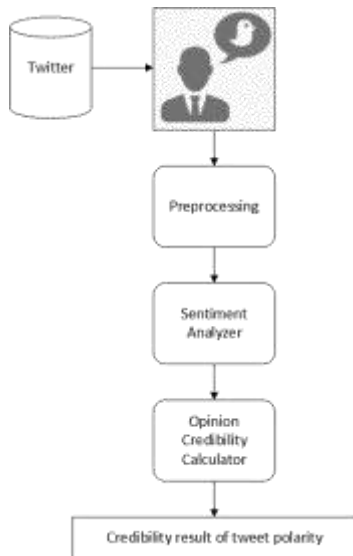 Twitter
Preprocessing
Sentiment
Analyzer
Opinion
Credibility
Calculator
Credibility result of tweet polarity